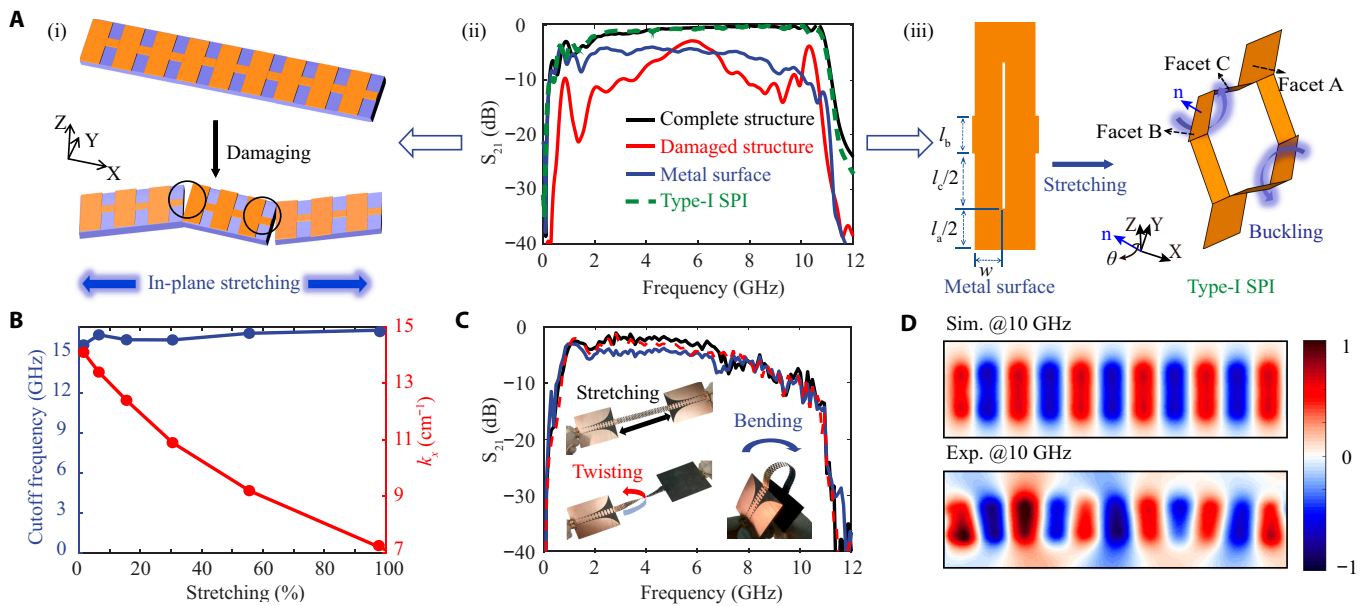 A
(i)
Z
Y
X
Damaging
In-plane stretching
(ii)
0
−10
−20
−30
−40
S21 (dB)
Complete structure
Damaged structure
Metal surface
Type-I SPI
0 2 4 6 8 10 12
Frequency (GHz)
(iii)
lb
lc/2
la/2
w
Metal surface
Stretching
Facet C
Facet A
n
Facet B
Buckling
Z
Y
n
X
θ
Type-I SPI
B
15
12
9
6
3
0
Cutoff frequency (GHz)
15
13
11
9
7
kx (cm−1)
0 20 40 60 80 100
Stretching (%)
C
0
−10
−20
−30
−40
S21 (dB)
Stretching
Bending
Twisting
0 2 4 6 8 10 12
Frequency (GHz)
D
Sim. @10 GHz
Exp. @10 GHz
1
0
−1